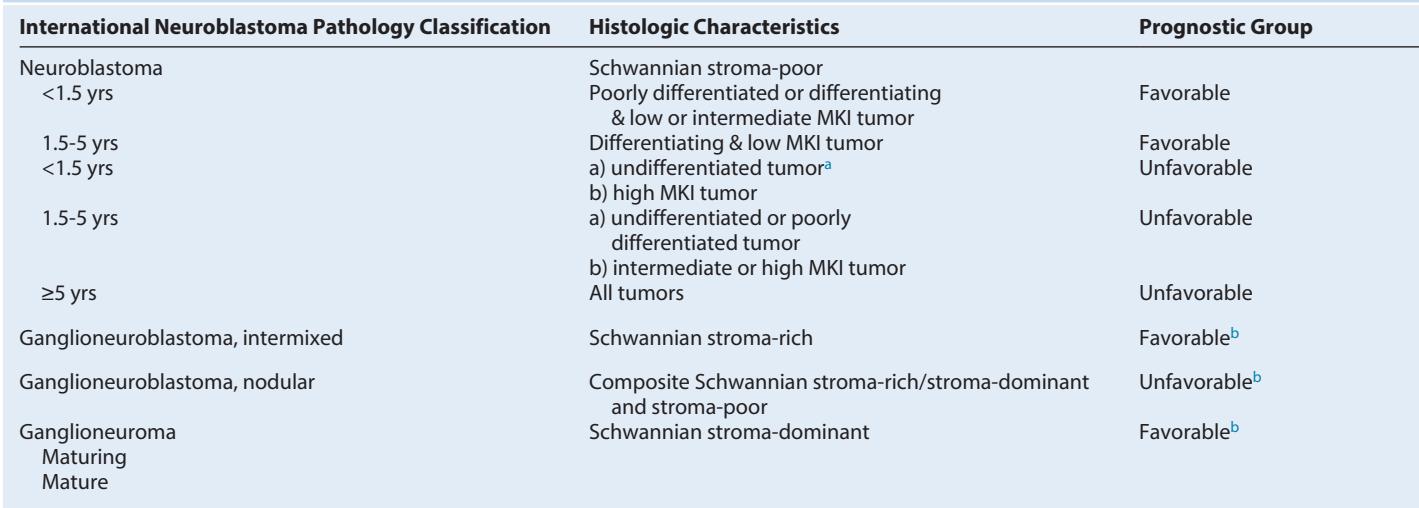 International Neuroblastoma Pathology Classification Histologic Characteristics Prognostic Group
Neuroblastoma Schwannian stroma-poor
<1.5 yrs Poorly differentiated or differentiating Favorable
& low or intermediate MKI tumor
1.5-5 yrs Differentiating & low MKI tumor Favorable
<1.5 yrs a) undifferentiated tumorᵃ Unfavorable
b) high MKI tumor
1.5-5 yrs a) undifferentiated or poorly Unfavorable
differentiated tumor
b) intermediate or high MKI tumor
≥5 yrs All tumors Unfavorable
Ganglioneuroblastoma, intermixed Schwannian stroma-rich Favorableᵇ
Ganglioneuroblastoma, nodular Composite Schwannian stroma-rich/stroma-dominant Unfavorableᵇ
and stroma-poor
Ganglioneuroma Schwannian stroma-dominant Favorableᵇ
Maturing
Mature